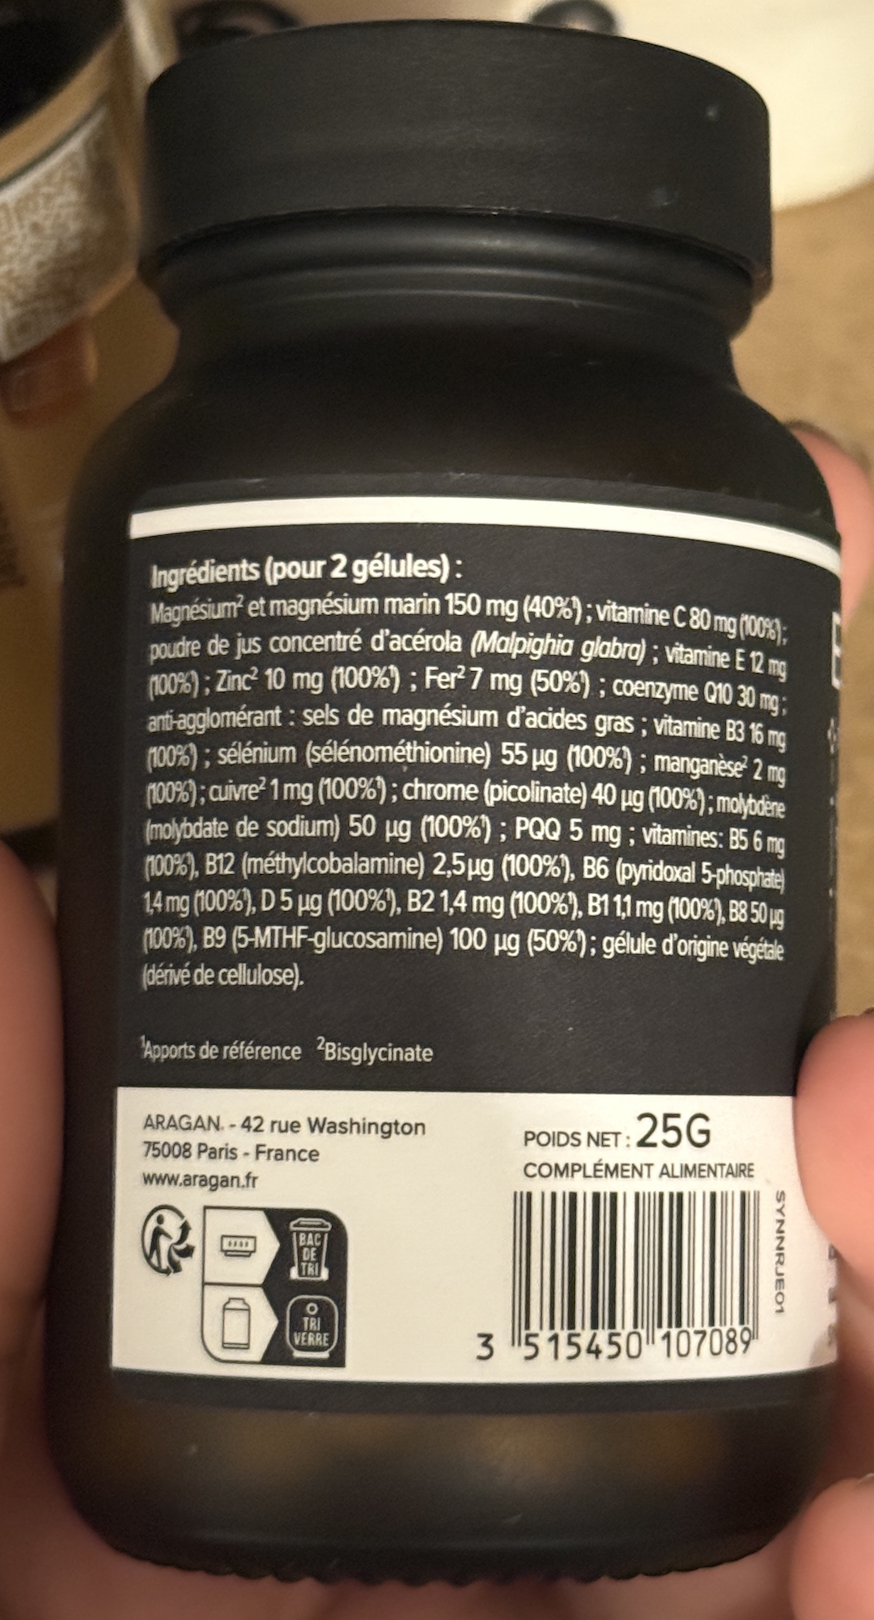 Ingrédients (pour 2 gélules) :
Magnésium² et magnésium marin 150 mg (40%¹) ; vitamine C 80 mg (100%¹);
poudre de jus concentré d'acérola (Malpighia glabra) ; vitamine E 12 mg
(100%¹) ; Zinc² 10 mg (100%¹) ; Fer² 7 mg (50%¹) ; coenzyme Q10 30 mg ;
anti-agglomérant : sels de magnésium d'acides gras ; vitamine B3 16 mg
(100%¹) ; sélénium (sélénométhionine) 55 µg (100%¹) ; manganèse² 2 mg
(100%¹) ; cuivre² 1 mg (100%¹) ; chrome (picolinate) 40 µg (100%¹) ; molybdène
(molybdate de sodium) 50 µg (100%¹) ; PQQ 5 mg ; vitamines: B5 6 mg
(100%¹), B12 (méthylcobalamine) 2,5µg (100%¹), B6 (pyridoxal 5-phosphate)
1,4 mg (100%¹), D 5 µg (100%¹), B2 1,4 mg (100%¹), B1 1,1 mg (100%¹), B8 50 µg
(100%¹), B9 (5-MTHF-glucosamine) 100 µg (50%¹) ; gélule d'origine végétale
(dérivé de cellulose).
¹Apports de référence ²Bisglycinate
ARAGAN. - 42 rue Washington
75008 Paris - France
www.aragan.fr
BAC
DE
TRI
TRI
VERRE
POIDS NET : 25G
COMPLÉMENT ALIMENTAIRE
SYNNRJE01
3 515450 107089